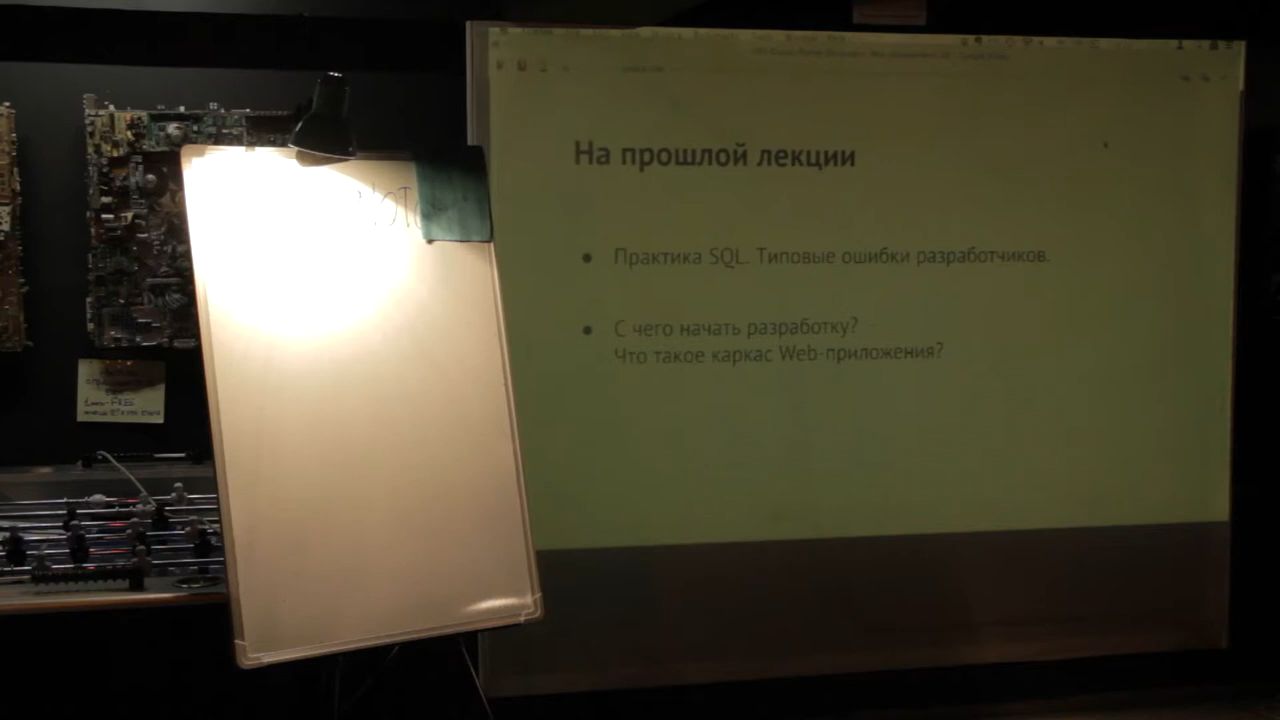 На прошлой лекции
● Практика SQL. Типовые ошибки разработчиков.
● С чего начать разработку?
Что такое каркас Web-приложения?